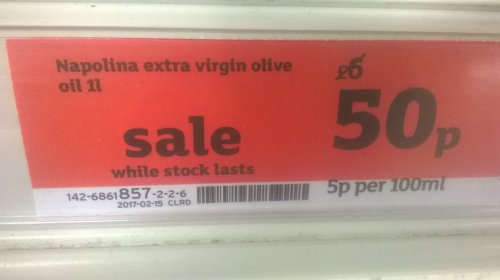 Napolina extra virgin olive
oil 1l
£6
50p
sale
while stock lasts
5p per 100ml
142-6861857-2-2-6
2017-02-15 CLRD